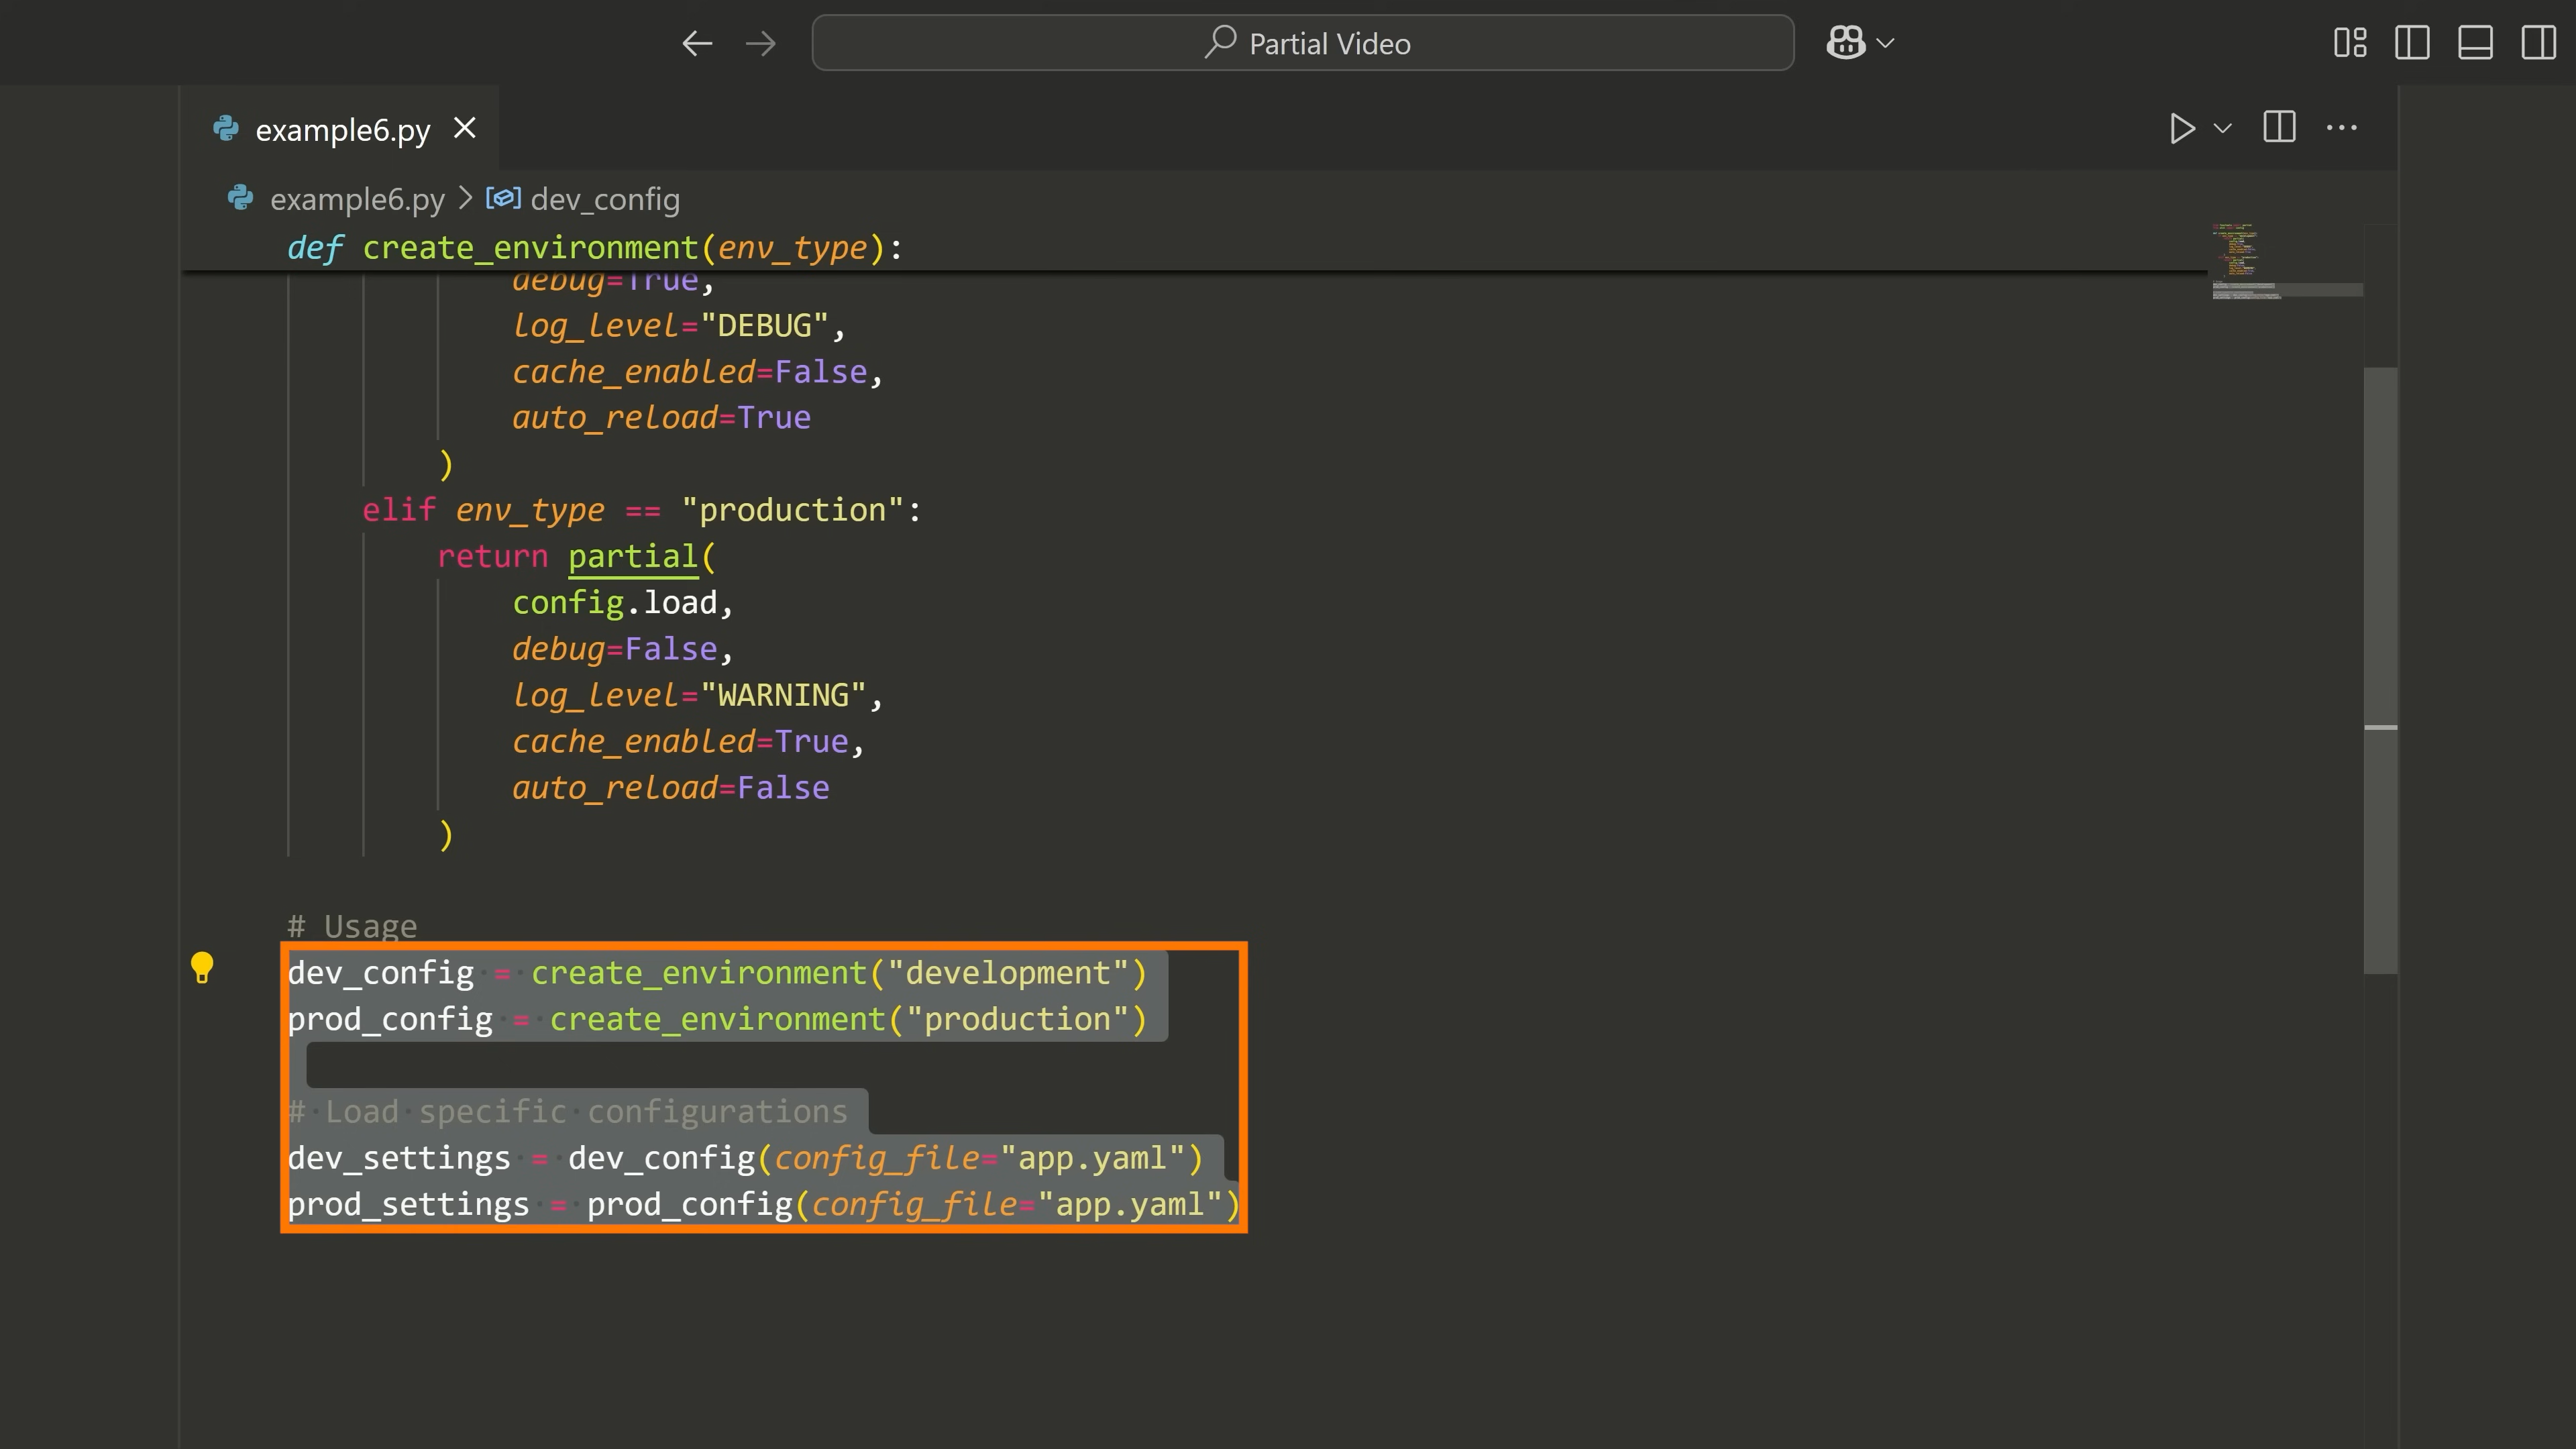 Partial Video
example6.py
example6.py > dev_config
def create_environment(env_type):
debug=True,
log_level="DEBUG",
cache_enabled=False,
auto_reload=True
)
elif env_type == "production":
return partial(
config.load,
debug=False,
log_level="WARNING",
cache_enabled=True,
auto_reload=False
)
# Usage
dev_config = create_environment("development")
prod_config = create_environment("production")
# Load specific configurations
dev_settings = dev_config(config_file="app.yaml")
prod_settings = prod_config(config_file="app.yaml")